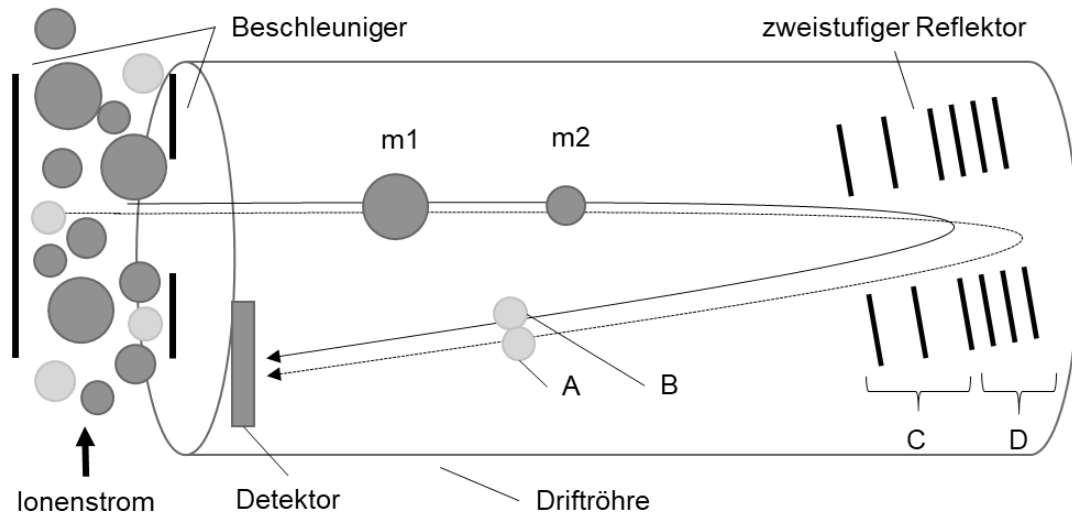 Beschleuniger
zweistufiger Reflektor
m1
m2
A
B
C
D
Ionenstrom
Detektor
Driftröhre